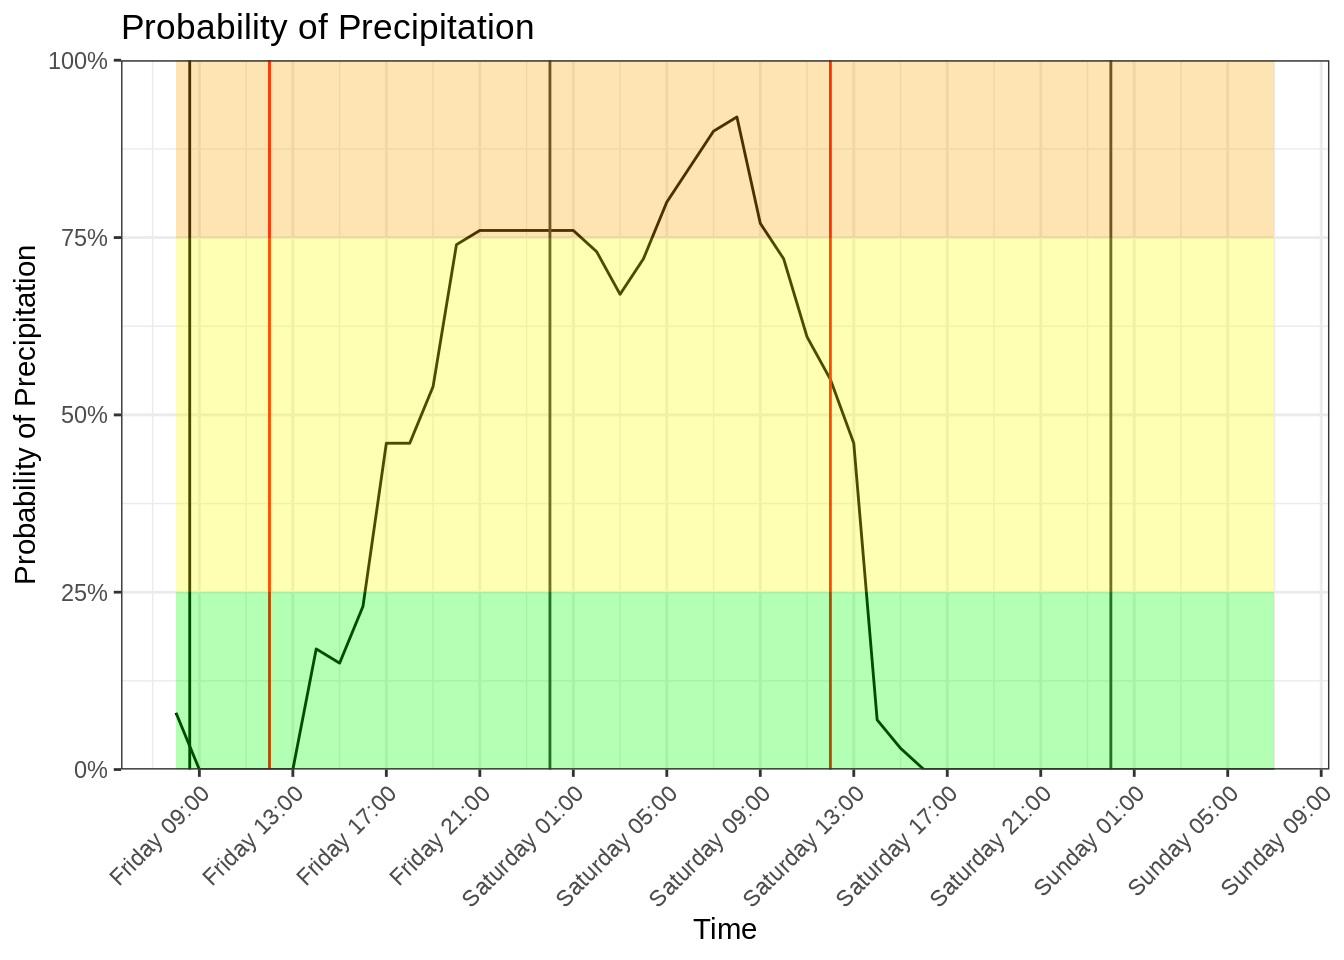 Probability of Precipitation
Probability of Precipitation
100%
75%
50%
25%
0%
Friday 09:00
Friday 13:00
Friday 17:00
Friday 21:00
Saturday 01:00
Saturday 05:00
Saturday 09:00
Saturday 13:00
Saturday 17:00
Saturday 21:00
Sunday 01:00
Sunday 05:00
Sunday 09:00
Time